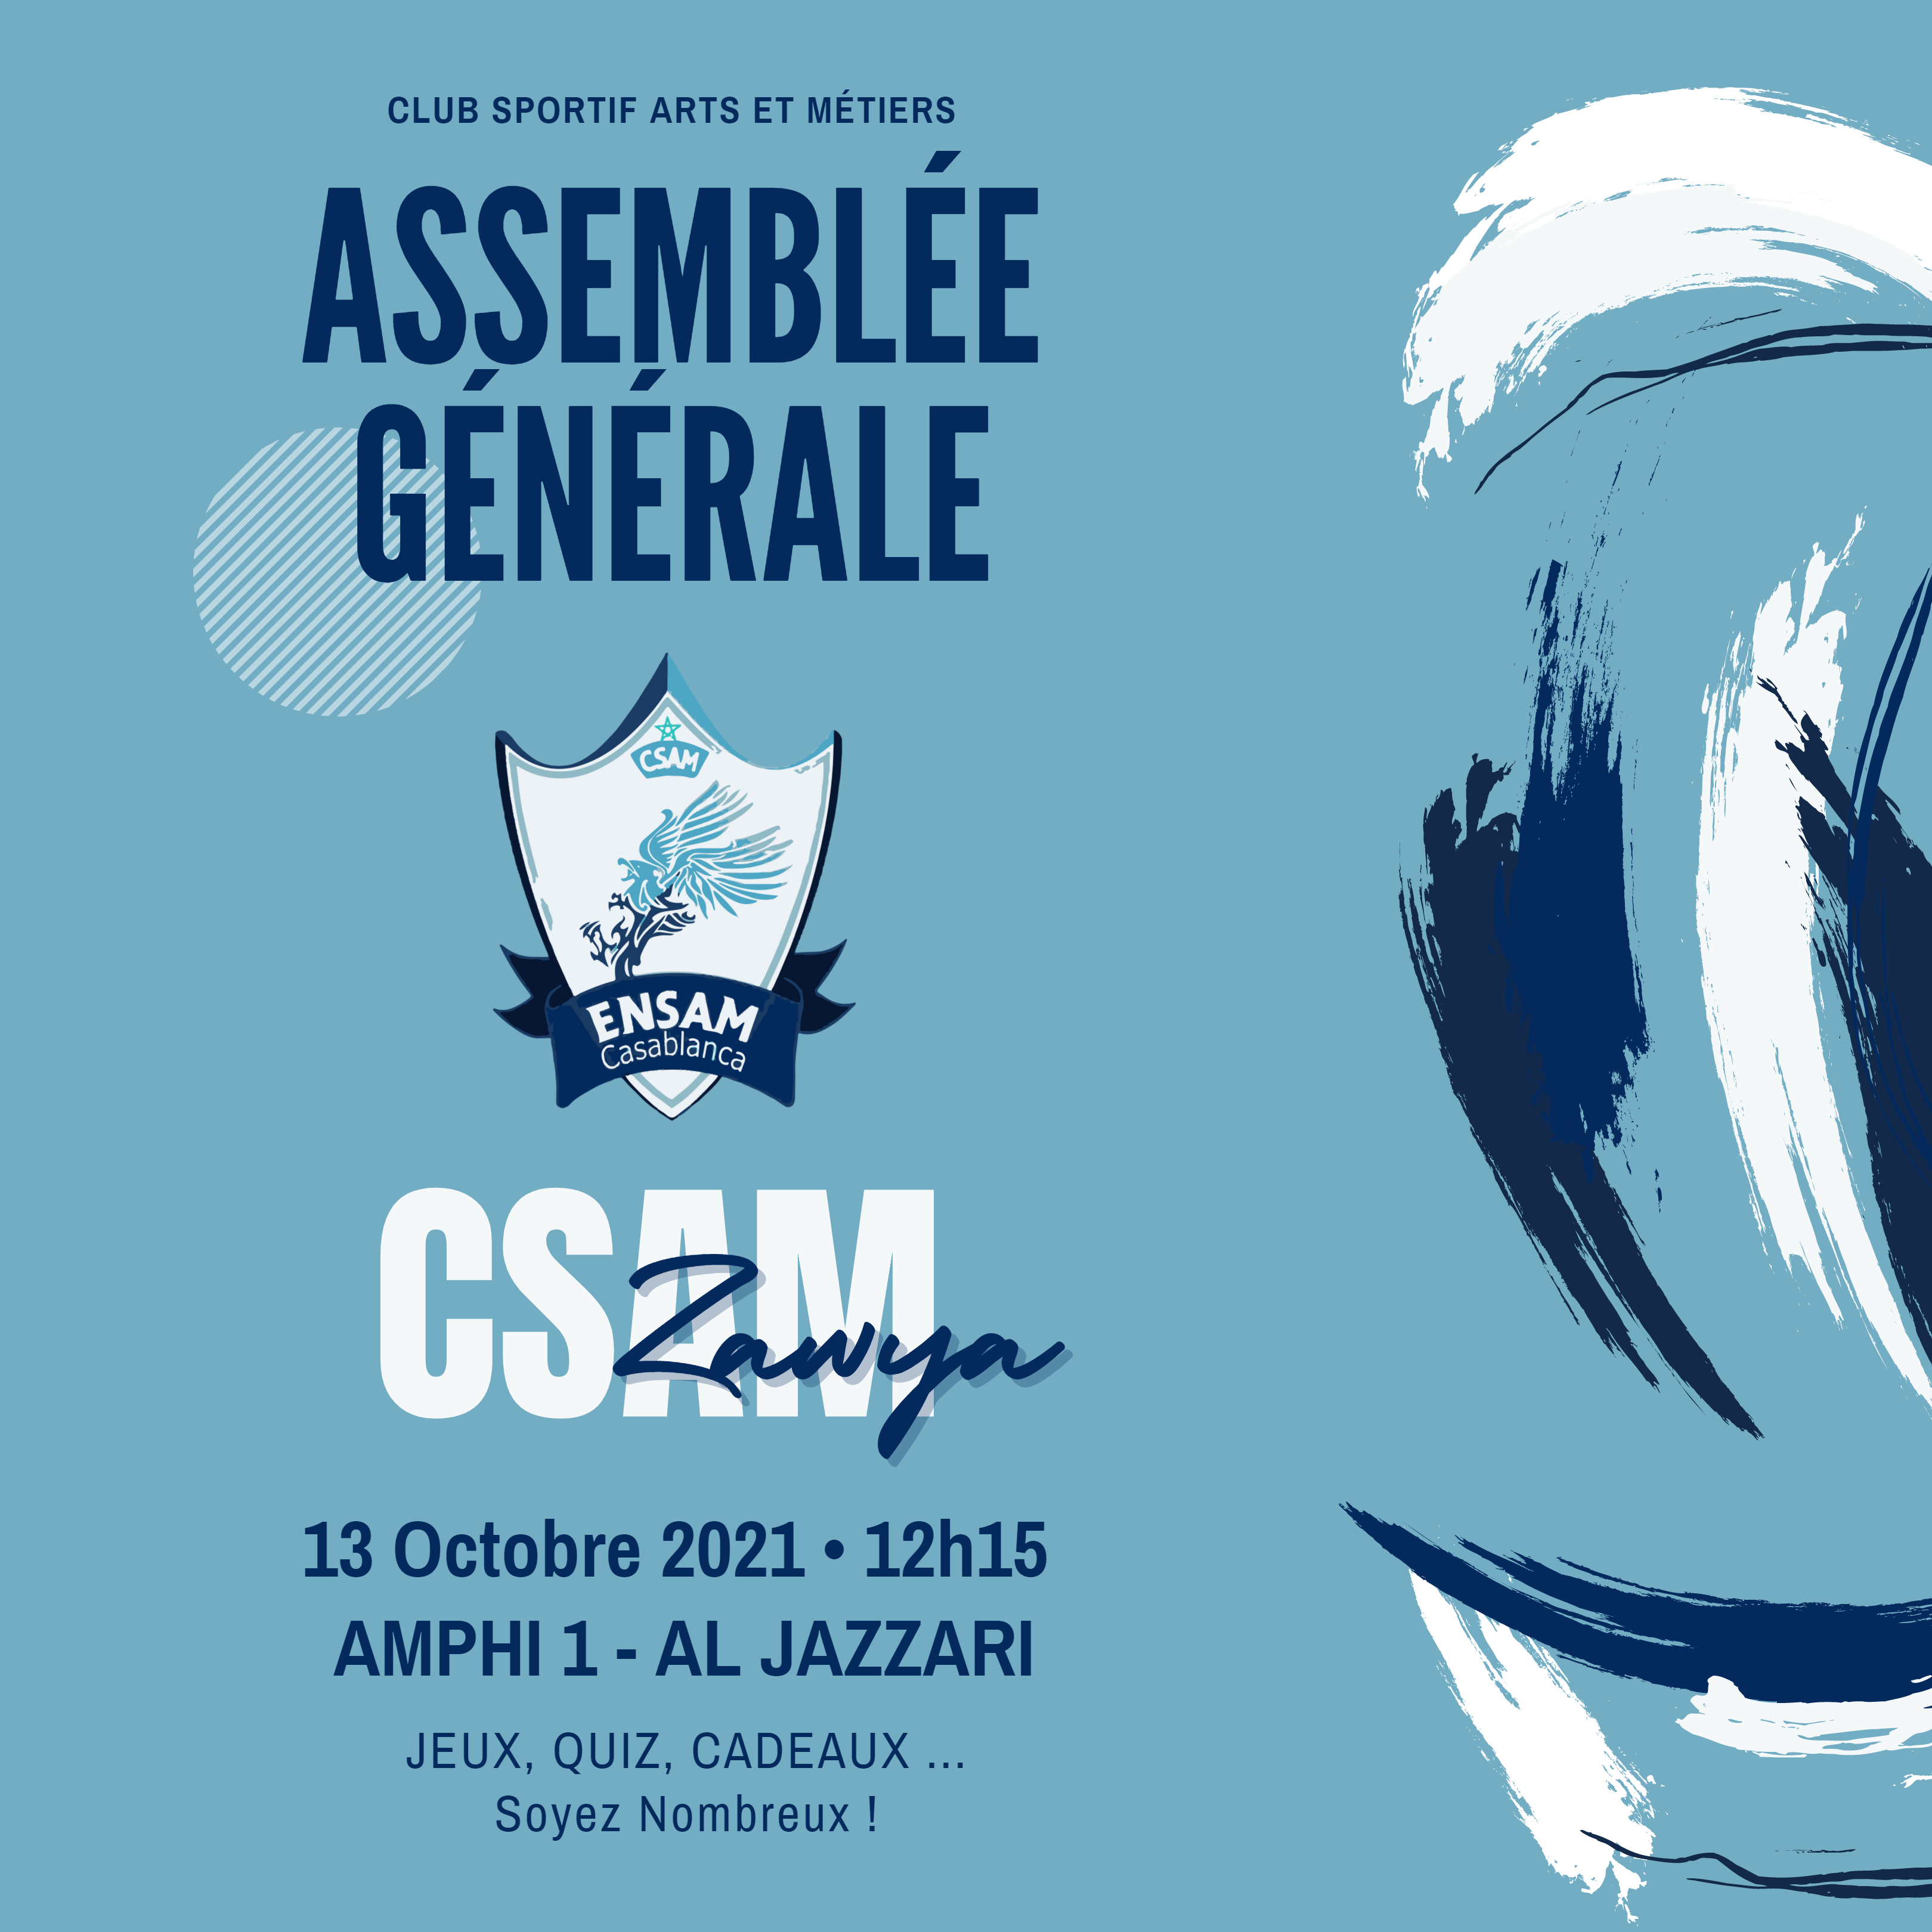 CLUB SPORTIF ARTS ET MÉTIERS
ASSEMBLÉE
GÉNÉRALE
CSAM
ENSAM
Casablanca
CSAM
Zawya
13 Octobre 2021 • 12h15
AMPHI 1 - AL JAZZARI
JEUX, QUIZ, CADEAUX ...
Soyez Nombreux !